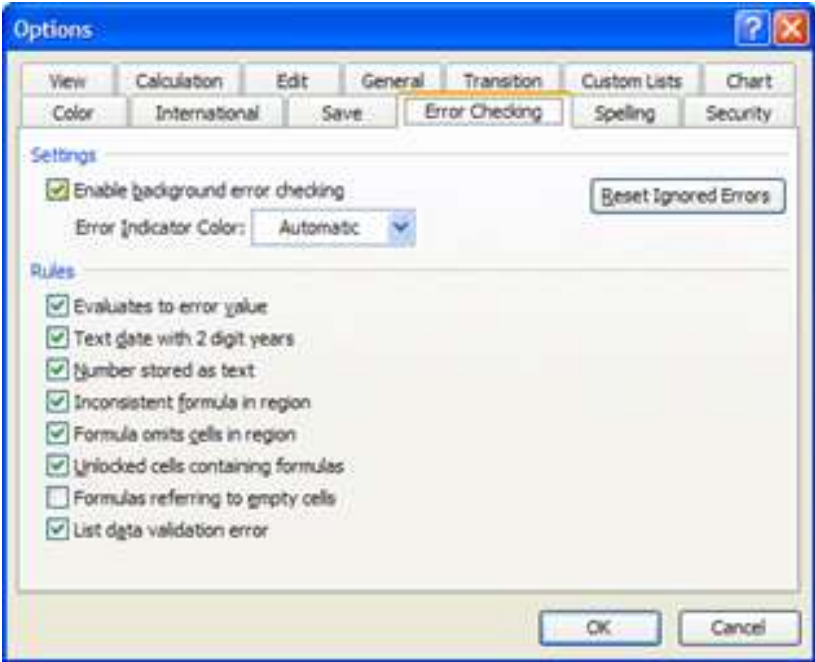 Options
View Calculation Edit General Transition Custom Lists Chart
Color International Save Error Checking Spelling Security
Settings
Enable background error checking
Reset Ignored Errors
Error Indicator Color: Automatic
Rules
Evaluates to error value
Text date with 2 digit years
Number stored as text
Inconsistent formula in region
Formula omits cells in region
Unlocked cells containing formulas
Formulas referring to empty cells
List data validation error
OK Cancel